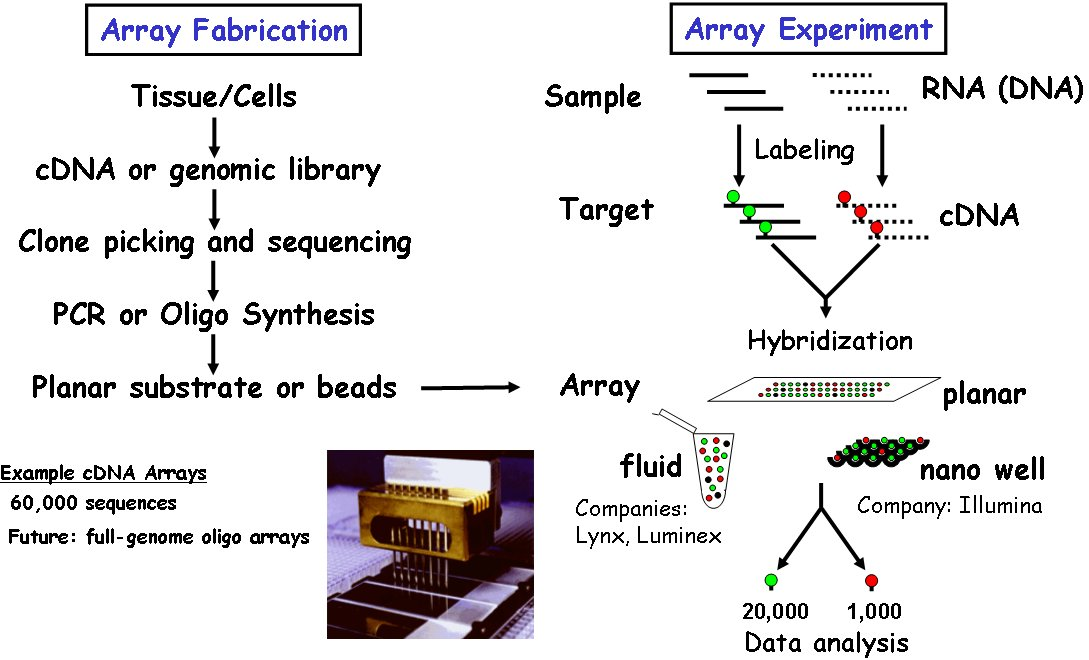 Array Fabrication
Tissue/Cells
cDNA or genomic library
Clone picking and sequencing
PCR or Oligo Synthesis
Planar substrate or beads
Example cDNA Arrays
60,000 sequences
Future: full-genome oligo arrays
Array Experiment
Sample
RNA (DNA)
Labeling
Target
cDNA
Hybridization
Array
planar
fluid
nano well
Companies:
Lynx, Luminex
Company: Illumina
20,000
1,000
Data analysis